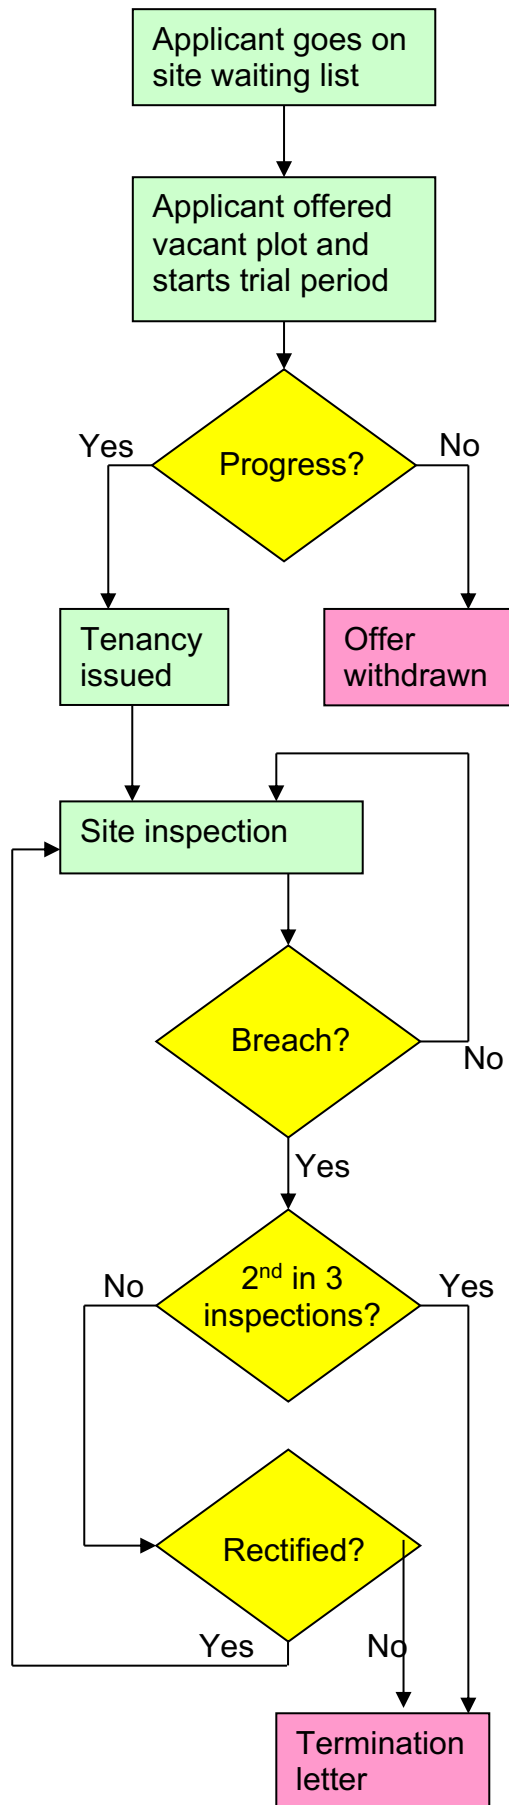 Applicant goes on
site waiting list
Applicant offered
vacant plot and
starts trial period
Yes
No
Progress?
Tenancy
issued
Offer
withdrawn
Site inspection
Breach?
No
Yes
No
2nd in 3
inspections?
Yes
Rectified?
Yes
No
Termination
letter